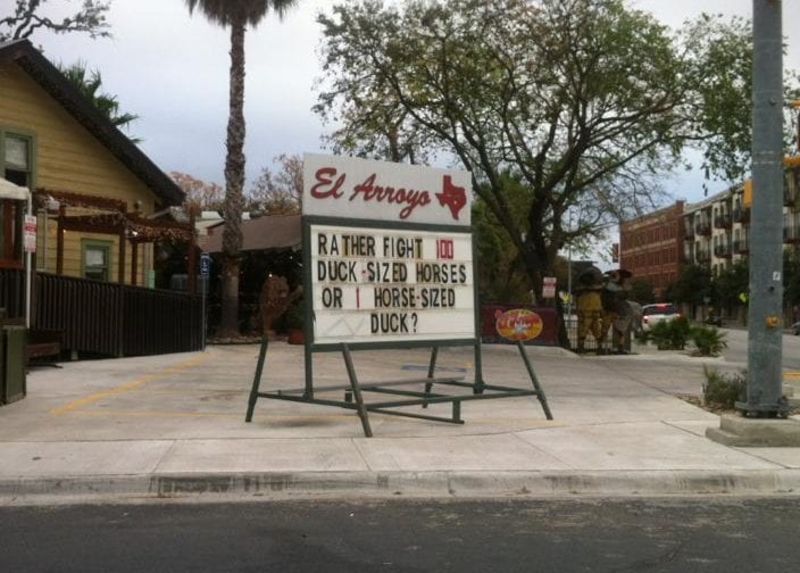 El Arroyo
RATHER FIGHT 100
DUCK-SIZED HORSES
OR 1 HORSE-SIZED
DUCK?